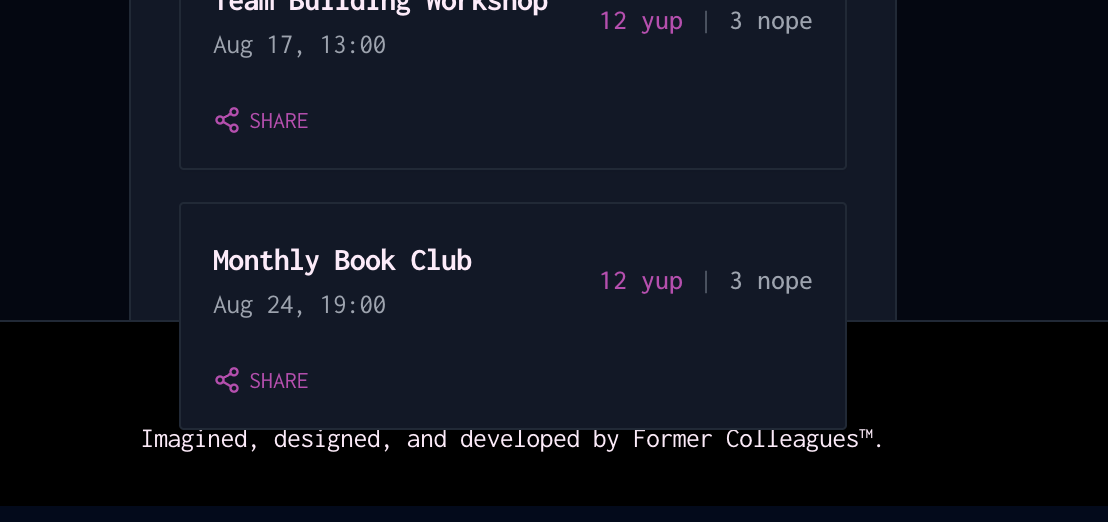 Team Building Workshop
12 yup | 3 nope
Aug 17, 13:00
SHARE
Monthly Book Club
12 yup | 3 nope
Aug 24, 19:00
SHARE
Imagined, designed, and developed by Former Colleagues™.